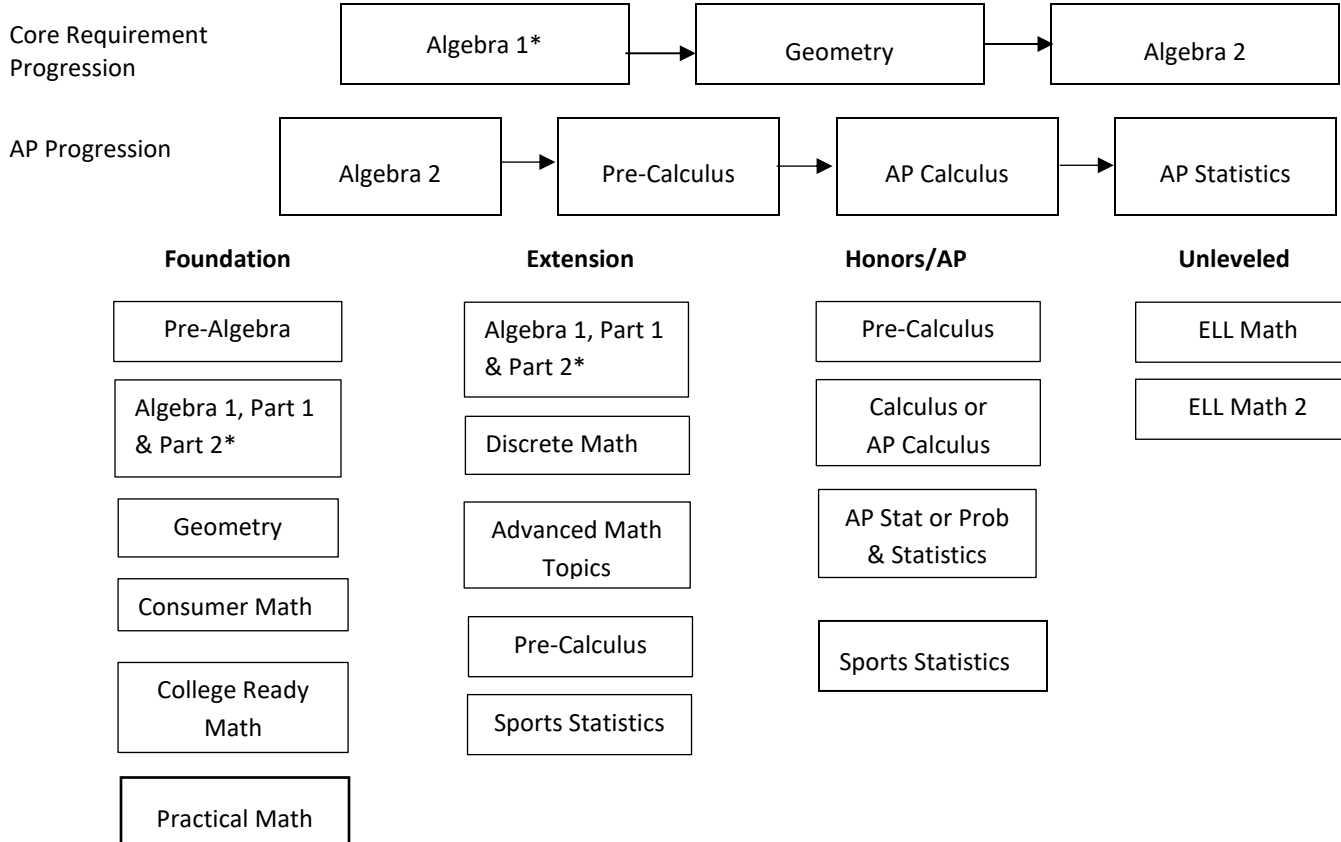 Core Requirement
Progression
Algebra 1*
Geometry
Algebra 2
AP Progression
Algebra 2
Pre-Calculus
AP Calculus
AP Statistics
Foundation
Extension
Honors/AP
Unleveled
Pre-Algebra
Algebra 1, Part 1
& Part 2*
Geometry
Consumer Math
College Ready
Math
Practical Math
Algebra 1, Part 1
& Part 2*
Discrete Math
Advanced Math
Topics
Pre-Calculus
Sports Statistics
Pre-Calculus
Calculus or
AP Calculus
AP Stat or Prob
& Statistics
Sports Statistics
ELL Math
ELL Math 2